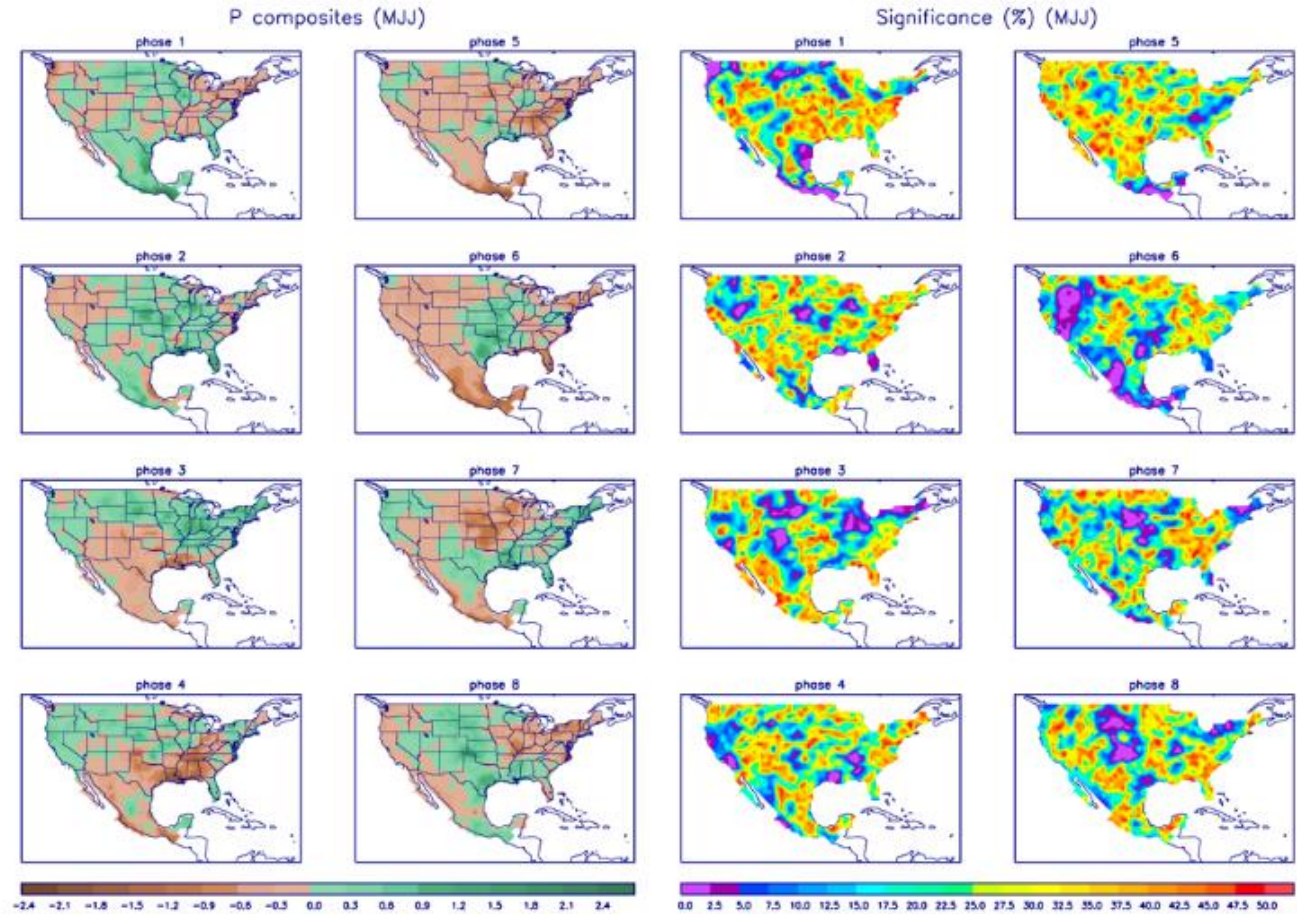 P composites (MJJ) Significance (%) (MJJ)
phase 1 phase 5 phase 1 phase 5
phase 2 phase 6 phase 2 phase 6
phase 3 phase 7 phase 3 phase 7
phase 4 phase 8 phase 4 phase 8
-2.4 -2.1 -1.8 -1.5 -1.2 -0.9 -0.6 -0.3 0.0 0.3 0.6 0.9 1.2 1.5 1.8 2.1 2.4 0.0 2.5 5.0 7.5 10.0 12.5 15.0 17.5 20.0 22.5 25.0 27.5 30.0 32.5 35.0 37.5 40.0 42.5 45.0 47.5 50.0